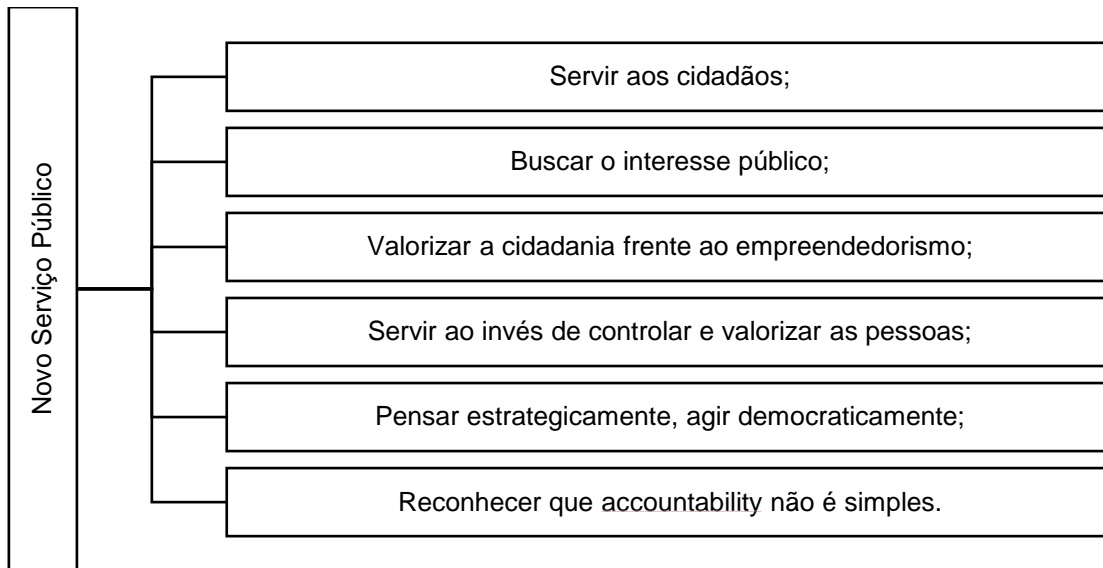 Novo Serviço Público
Servir aos cidadãos;
Buscar o interesse público;
Valorizar a cidadania frente ao empreendedorismo;
Servir ao invés de controlar e valorizar as pessoas;
Pensar estrategicamente, agir democraticamente;
Reconhecer que accountability não é simples.